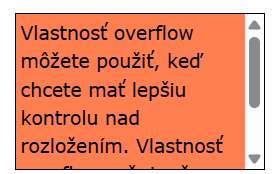 Vlastnosť overflow
môžete použiť, keď
chcete mať lepšiu
kontrolu nad
rozložením. Vlastnosť